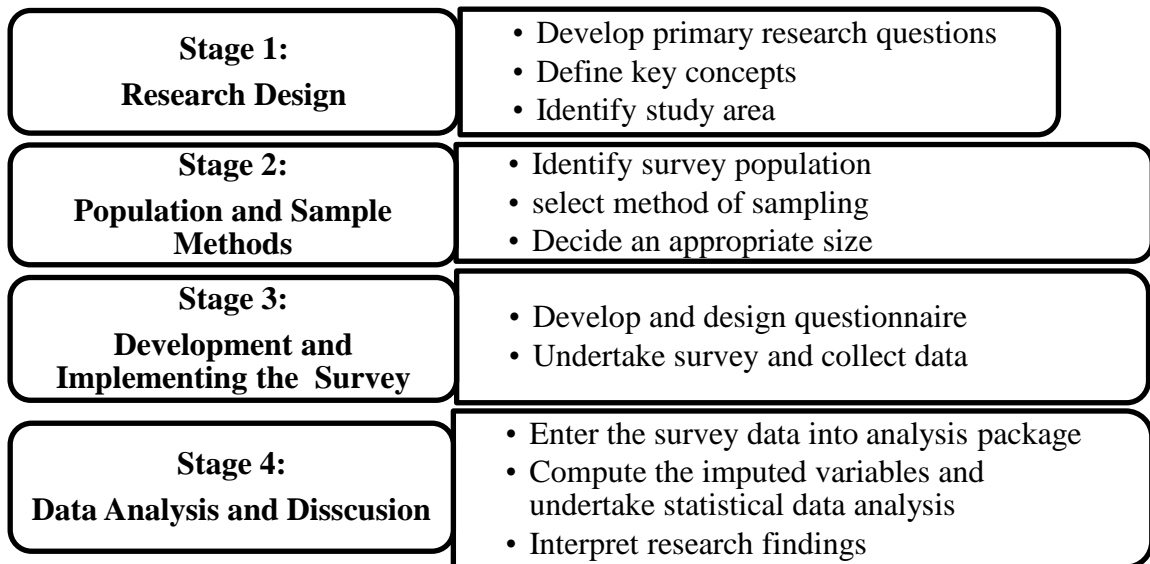 Stage 1:
Research Design
• Develop primary research questions
• Define key concepts
• Identify study area
Stage 2:
Population and Sample
Methods
• Identify survey population
• select method of sampling
• Decide an appropriate size
Stage 3:
Development and
Implementing the Survey
• Develop and design questionnaire
• Undertake survey and collect data
Stage 4:
Data Analysis and Disscusion
• Enter the survey data into analysis package
• Compute the imputed variables and
undertake statistical data analysis
• Interpret research findings